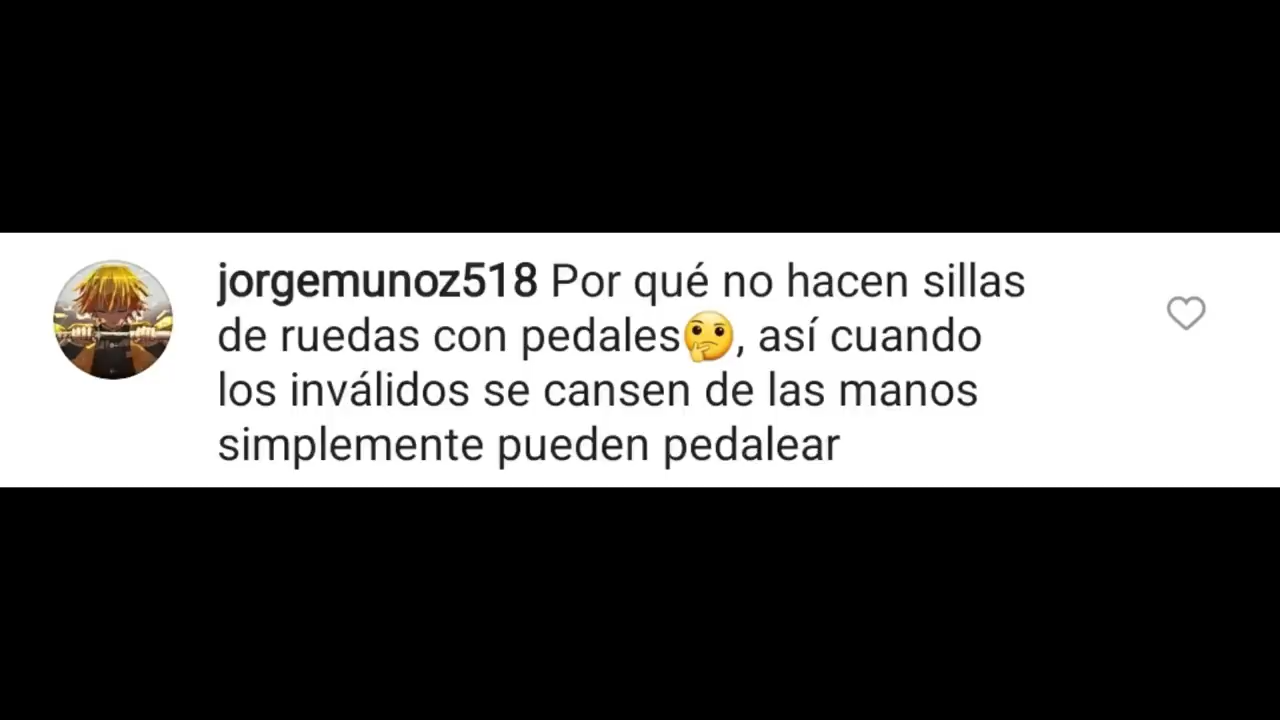 jorgemunoz518 Por qué no hacen sillas
de ruedas con pedales🤔, así cuando
los inválidos se cansen de las manos
simplemente pueden pedalear